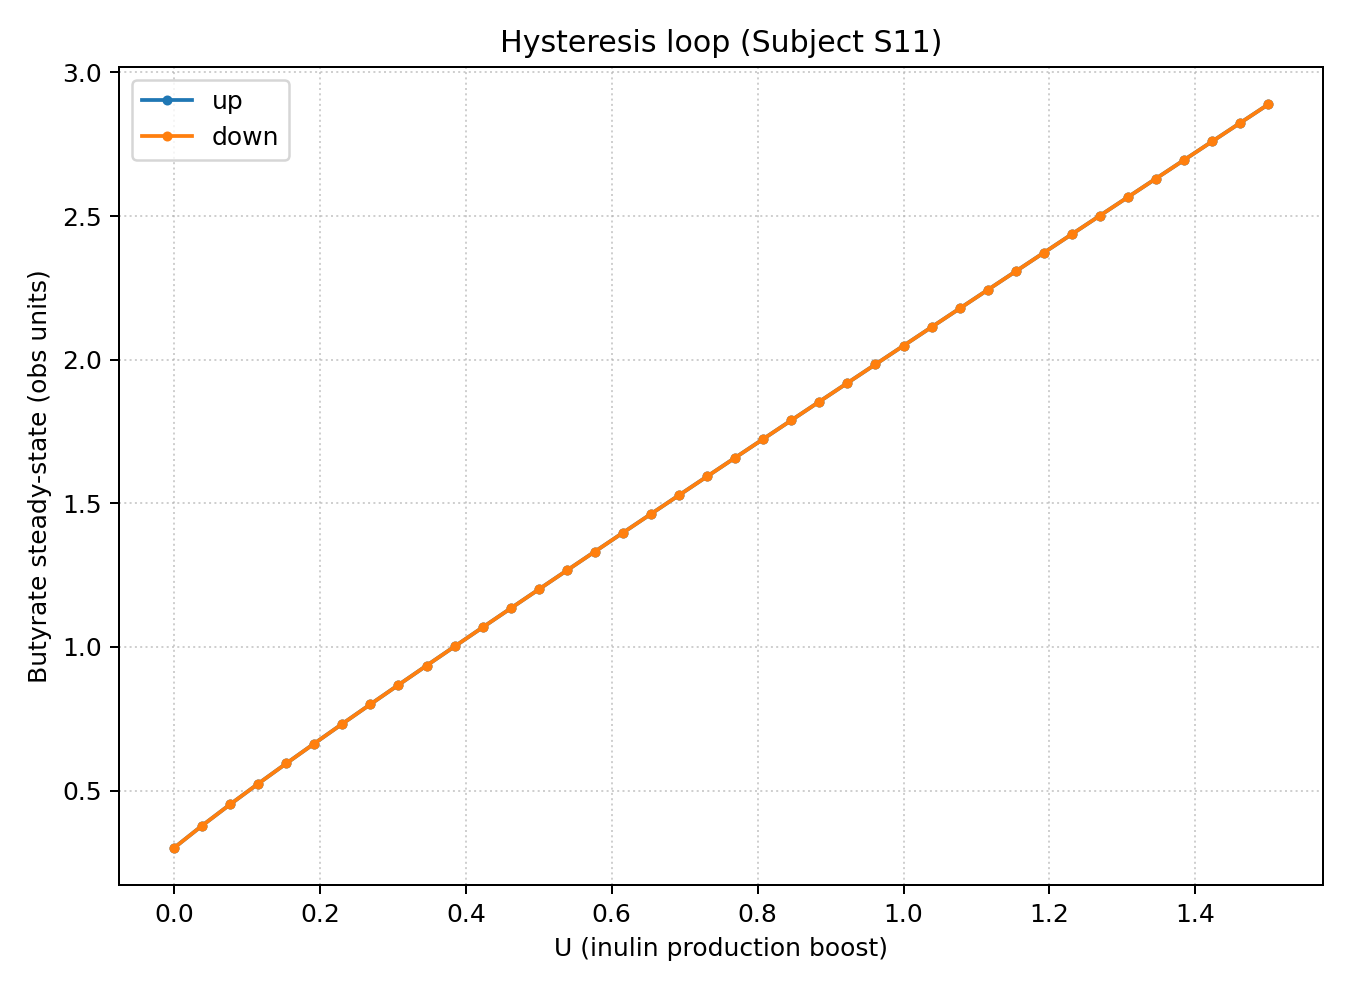 Hysteresis loop (Subject S11)
up
down
Butyrate steady-state (obs units)
3.0
2.5
2.0
1.5
1.0
0.5
0.0 0.2 0.4 0.6 0.8 1.0 1.2 1.4
U (inulin production boost)